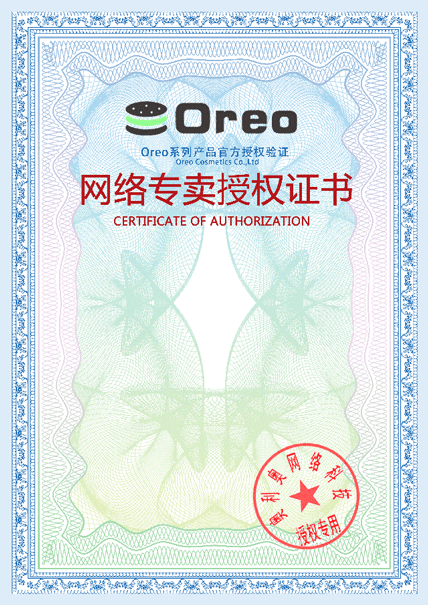 Oreo
Oreo系列产品官方授权验证
Oreo Cosmetics Co.,Ltd
网络专卖授权证书
CERTIFICATE OF AUTHORIZATION
奥利奥网络科技
授权专用